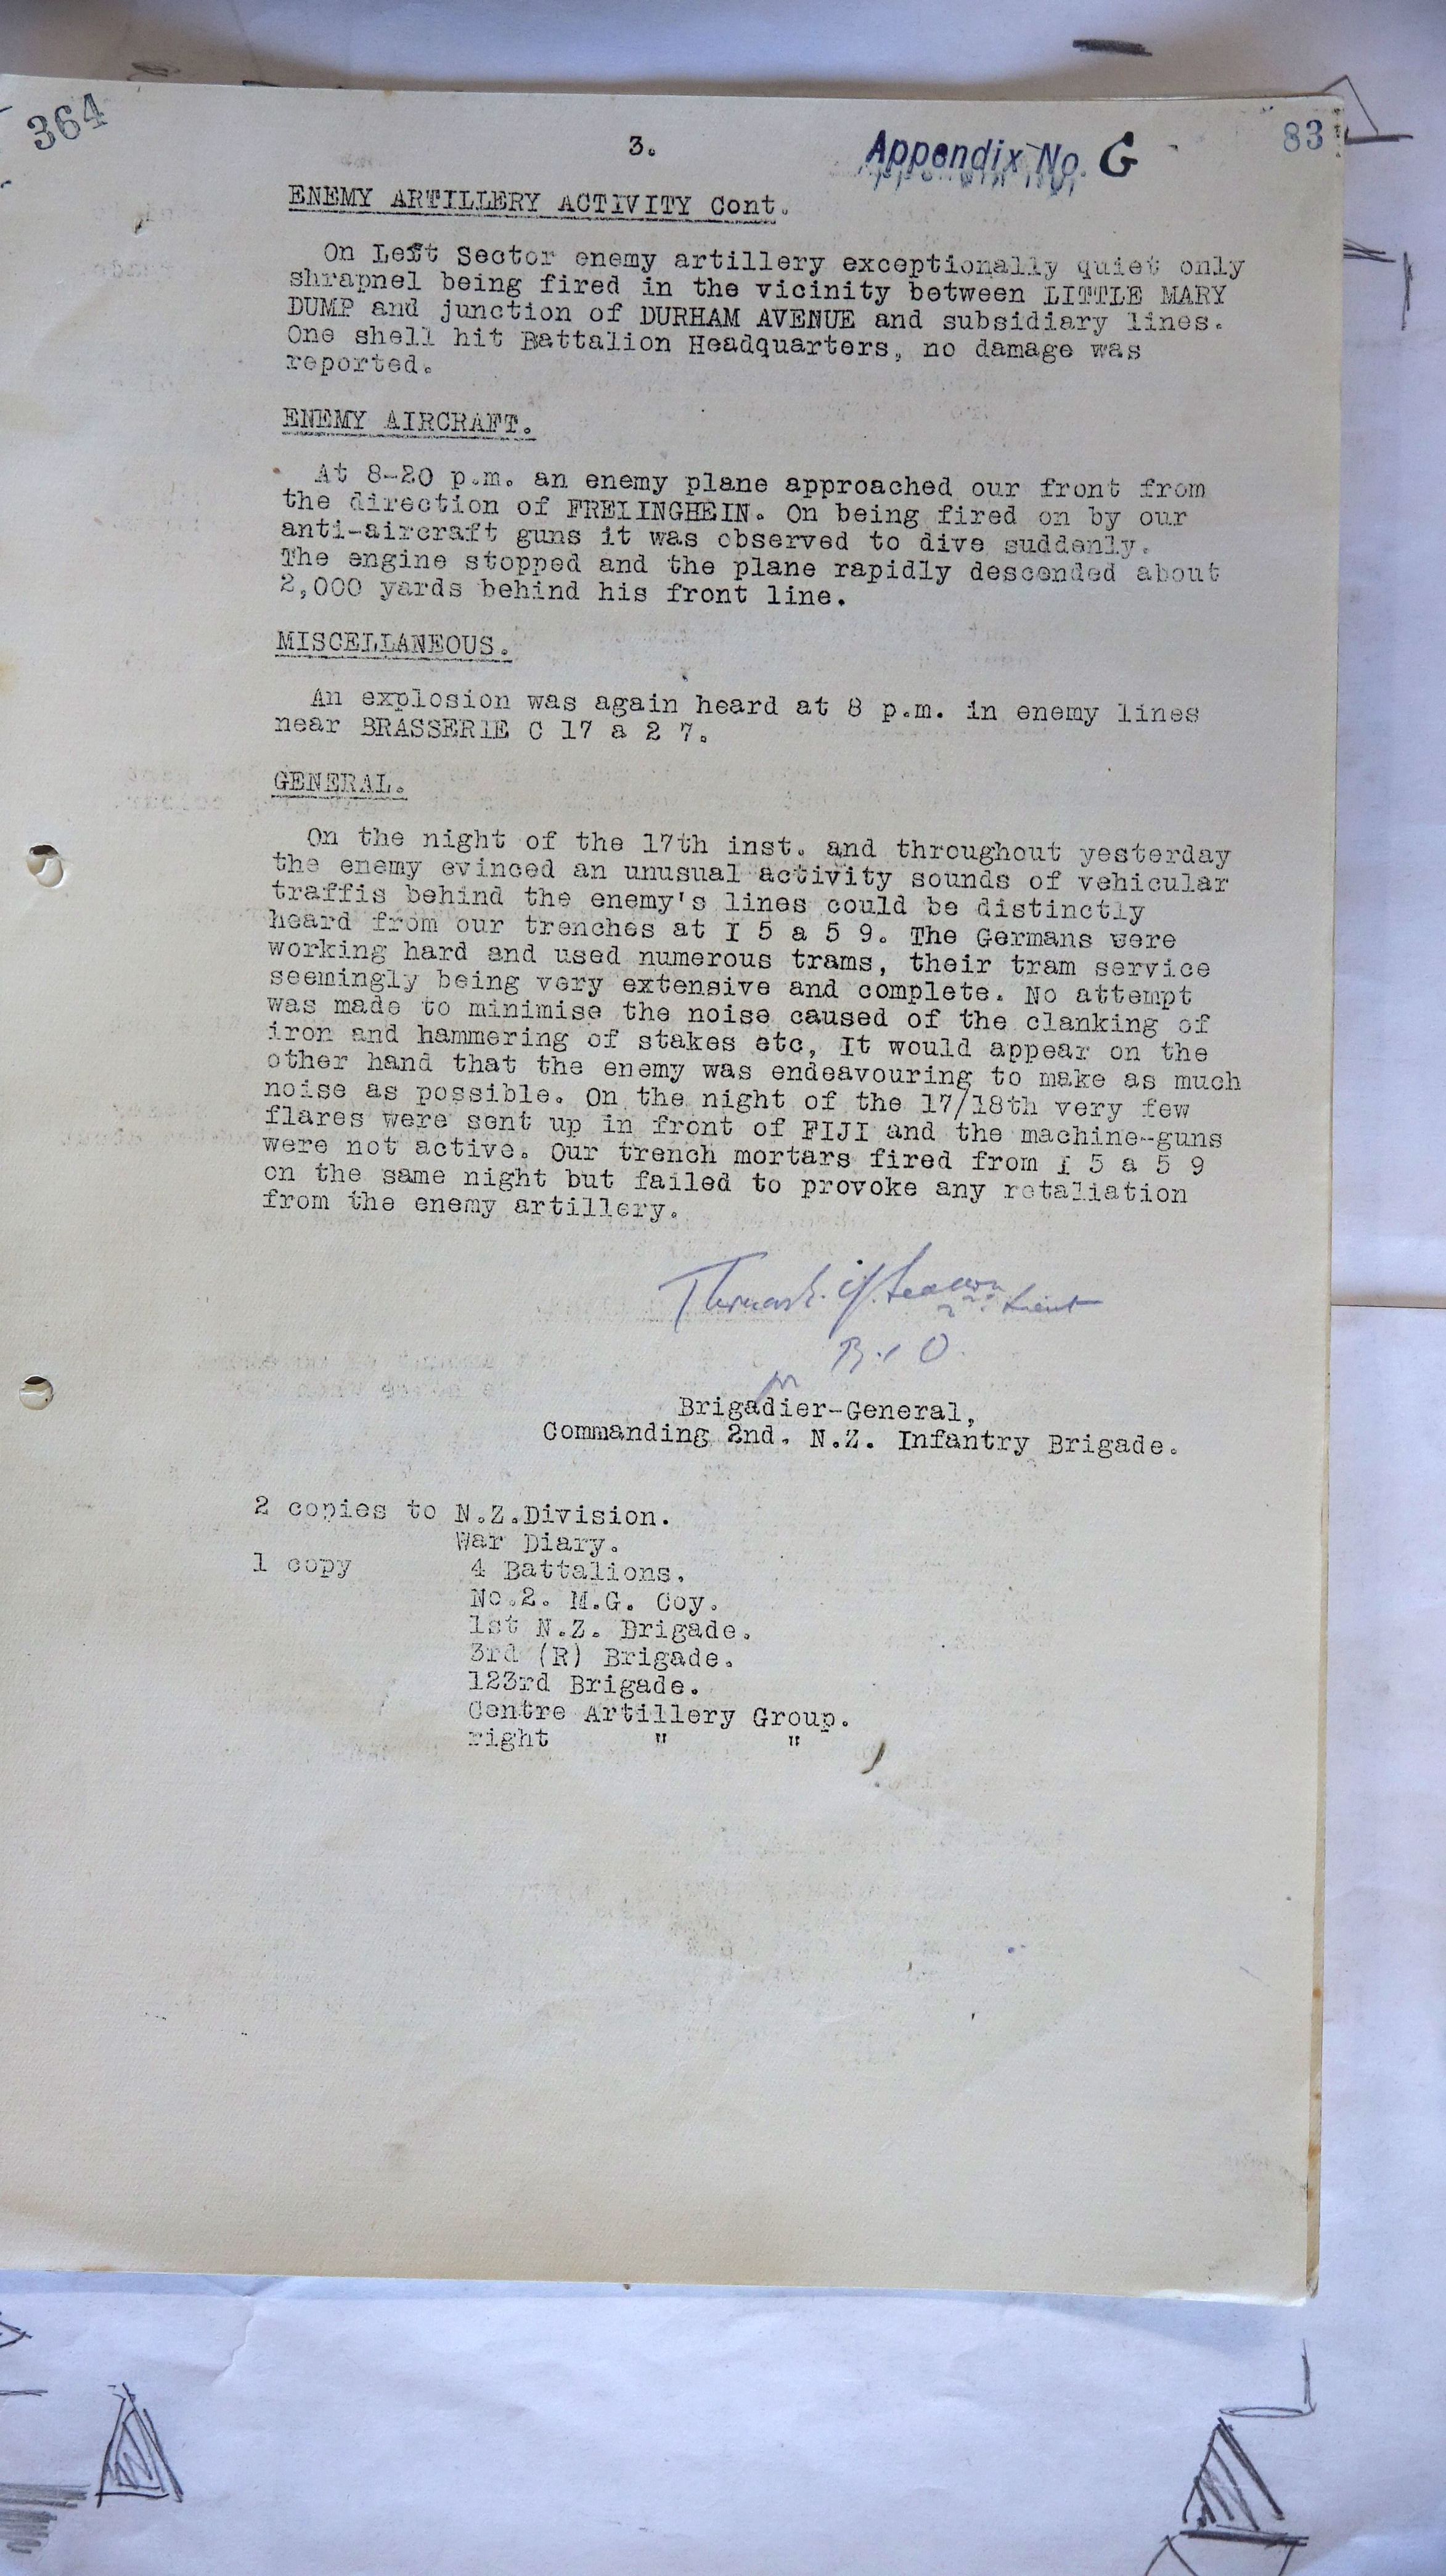 364
3.
Appendix No. G
83
ENEMY ARTILLERY ACTIVITY Cont.
On Left Sector enemy artillery exceptionally quiet only
shrapnel being fired in the vicinity between LITTLE MARY
DUMP and junction of DURHAM AVENUE and subsidiary lines.
One shell hit Battalion Headquarters, no damage was
reported.
ENEMY AIRCRAFT.
At 8-20 p.m. an enemy plane approached our front from
the direction of FRELINGHEIN. On being fired on by our
anti-aircraft guns it was observed to dive suddenly.
The engine stopped and the plane rapidly descended about
2,000 yards behind his front line.
MISCELLANEOUS.
An explosion was again heard at 8 p.m. in enemy lines
near BRASSERIE C 17 a 2 7.
GENERAL.
On the night of the 17th inst. and throughout yesterday
the enemy evinced an unusual activity sounds of vehicular
traffis behind the enemy's lines could be distinctly
heard from our trenches at I 5 a 5 9. The Germans were
working hard and used numerous trams, their tram service
seemingly being very extensive and complete. No attempt
was made to minimise the noise caused of the clanking of
iron and hammering of stakes etc, It would appear on the
other hand that the enemy was endeavouring to make as much
noise as possible. On the night of the 17/18th very few
flares were sent up in front of FIJI and the machine-guns
were not active. Our trench mortars fired from I 5 a 5 9
on the same night but failed to provoke any retaliation
from the enemy artillery.
2nd Lieut
for
Brigadier-General,
Commanding 2nd. N.Z. Infantry Brigade.
2 copies to N.Z.Division.
War Diary.
1 copy 4 Battalions.
No.2. M.G. Coy.
1st N.Z. Brigade.
3rd (R) Brigade.
123rd Brigade.
Centre Artillery Group.
right " "